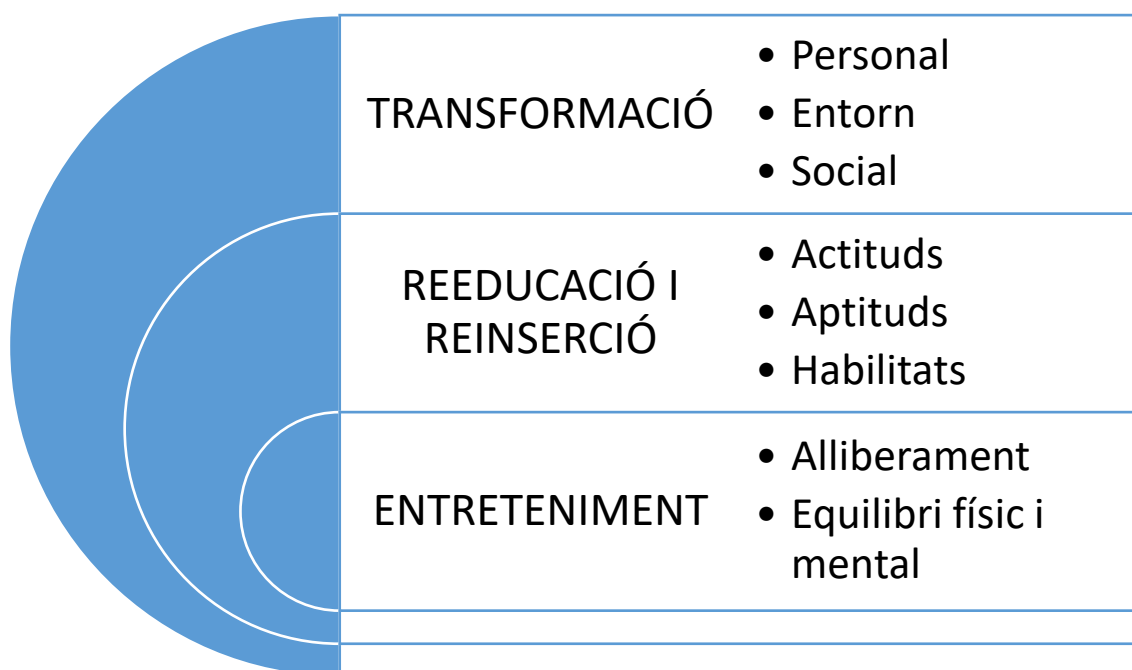 TRANSFORMACIÓ
• Personal
• Entorn
• Social
REEDUCACIÓ I
REINSERCIÓ
• Actituds
• Aptituds
• Habilitats
ENTRETENIMENT
• Alliberament
• Equilibri físic i
mental